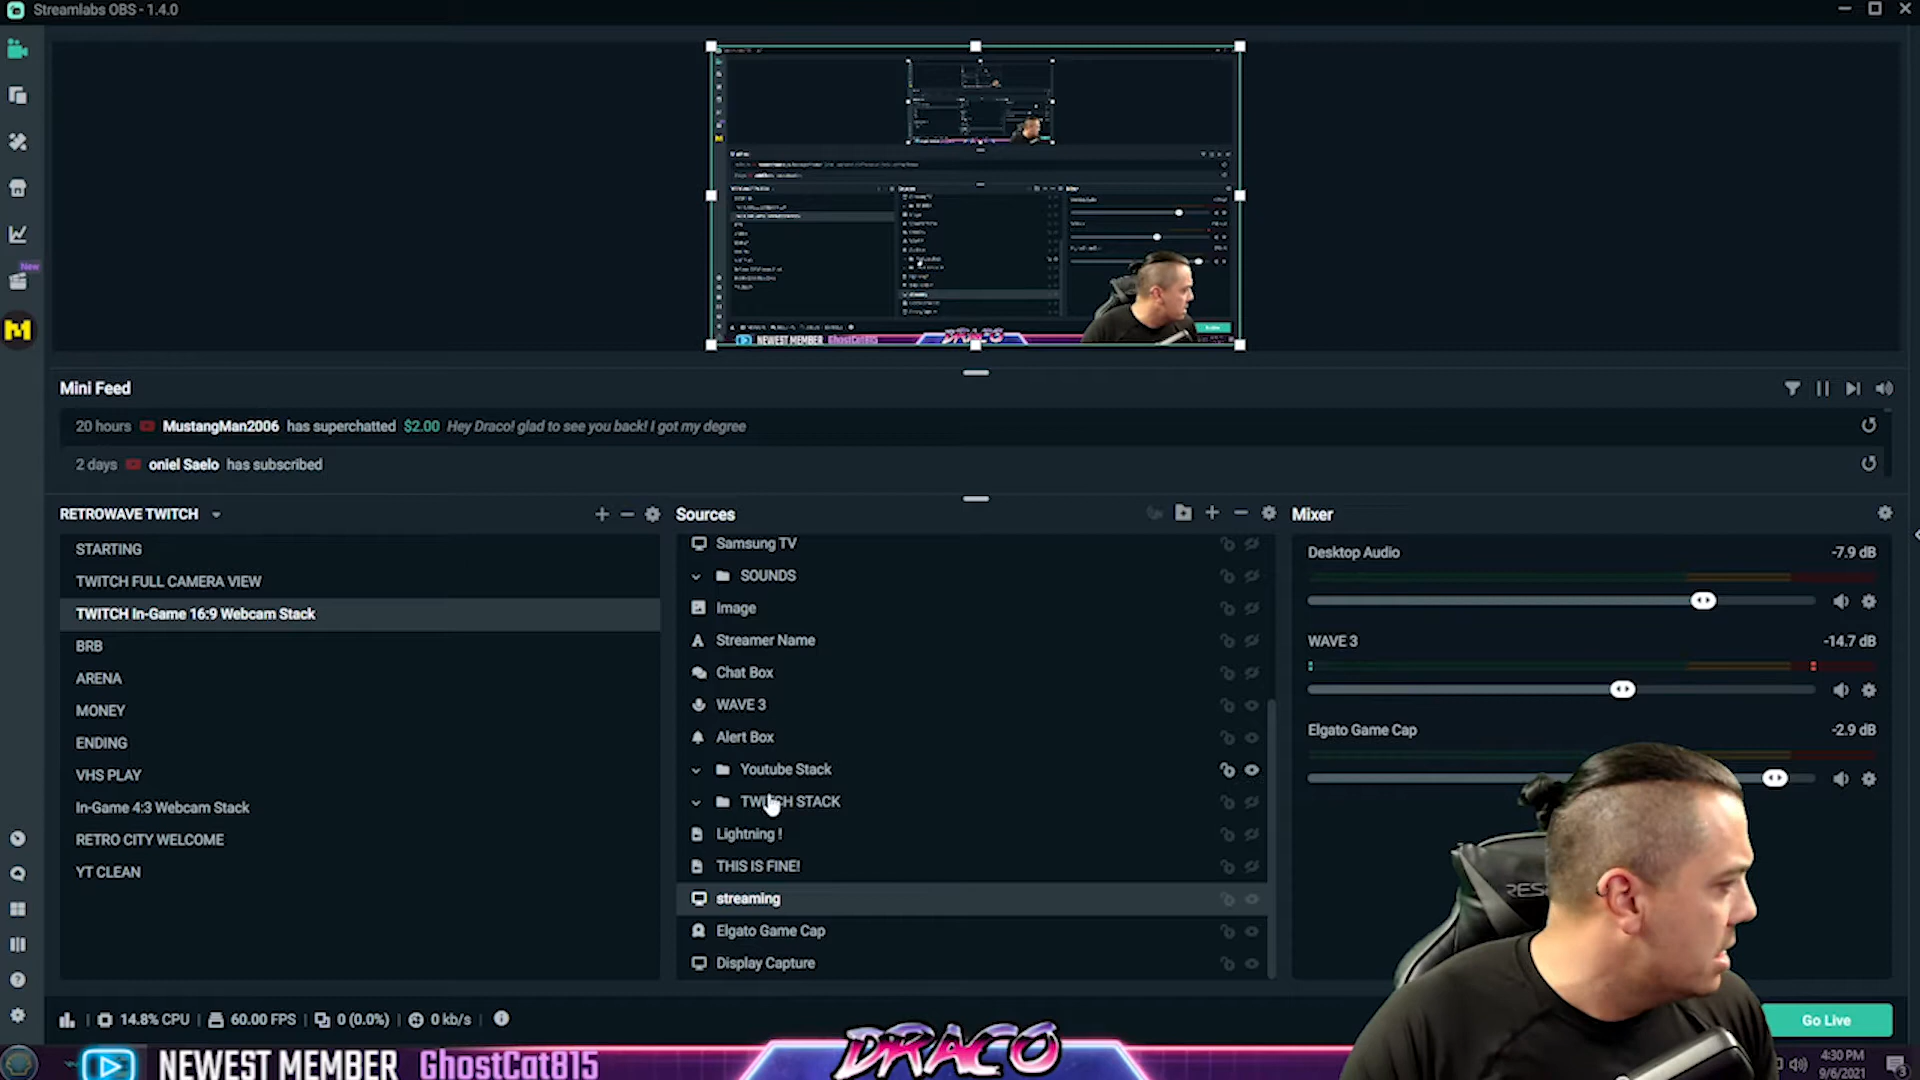 Streamlabs OBS - 1.4.0
New
NEWEST MEMBER GhostCat815
DRACO
Mini Feed
20 hours MustangMan2006 has superchatted $2.00 Hey Draco! glad to see you back! I got my degree
2 days oniel Saelo has subscribed
RETROWAVE TWITCH
STARTING
TWITCH FULL CAMERA VIEW
TWITCH In-Game 16:9 Webcam Stack
BRB
ARENA
MONEY
ENDING
VHS PLAY
In-Game 4:3 Webcam Stack
RETRO CITY WELCOME
YT CLEAN
Sources
Samsung TV
SOUNDS
Image
Streamer Name
Chat Box
WAVE 3
Alert Box
Youtube Stack
TWITCH STACK
Lightning !
THIS IS FINE!
streaming
Elgato Game Cap
Display Capture
Mixer
Desktop Audio -7.9 dB
WAVE 3 -14.7 dB
Elgato Game Cap -2.9 dB
14.8% CPU 60.00 FPS 0 (0.0%) 0 kb/s
Go Live
NEWEST MEMBER GhostCat815
DRACO
4:30 PM
9/6/2021